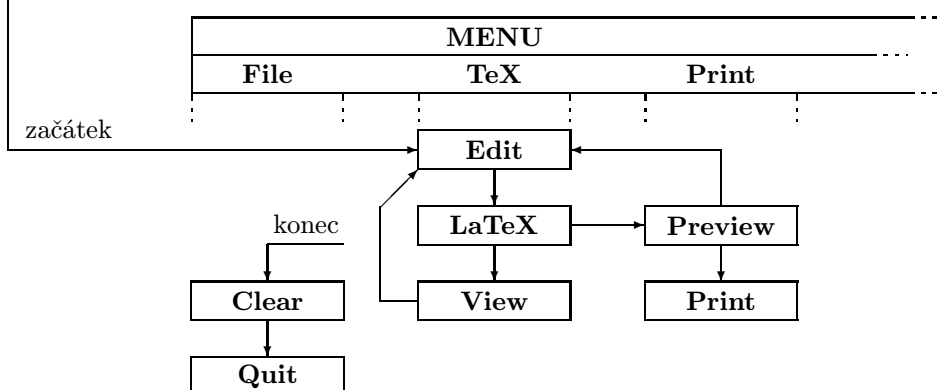 MENU
File TeX Print
začátek
Edit
konec
LaTeX Preview
Clear View Print
Quit